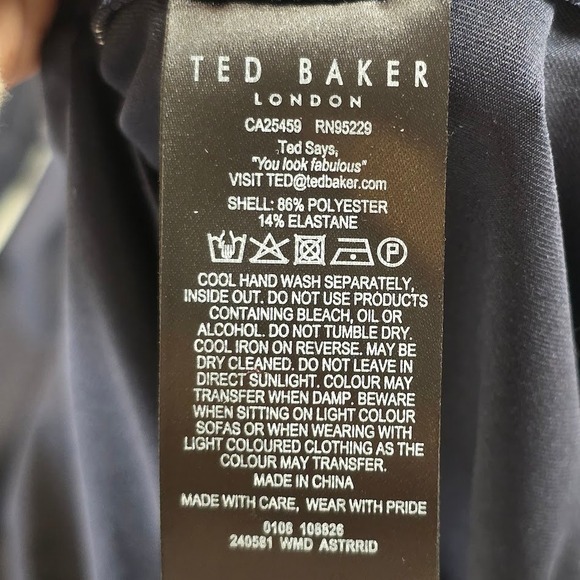 TED BAKER
LONDON
CA25459 RN95229
Ted Says,
"You look fabulous"
VISIT TED@tedbaker.com
SHELL: 86% POLYESTER
14% ELASTANE
P
COOL HAND WASH SEPARATELY,
INSIDE OUT. DO NOT USE PRODUCTS
CONTAINING BLEACH, OIL OR
ALCOHOL. DO NOT TUMBLE DRY.
COOL IRON ON REVERSE. MAY BE
DRY CLEANED. DO NOT LEAVE IN
DIRECT SUNLIGHT. COLOUR MAY
TRANSFER WHEN DAMP. BEWARE
WHEN SITTING ON LIGHT COLOUR
SOFAS OR WHEN WEARING WITH
LIGHT COLOURED CLOTHING AS THE
COLOUR MAY TRANSFER.
MADE IN CHINA
MADE WITH CARE, WEAR WITH PRIDE
0108 108826
240581 WMD ASTRRID